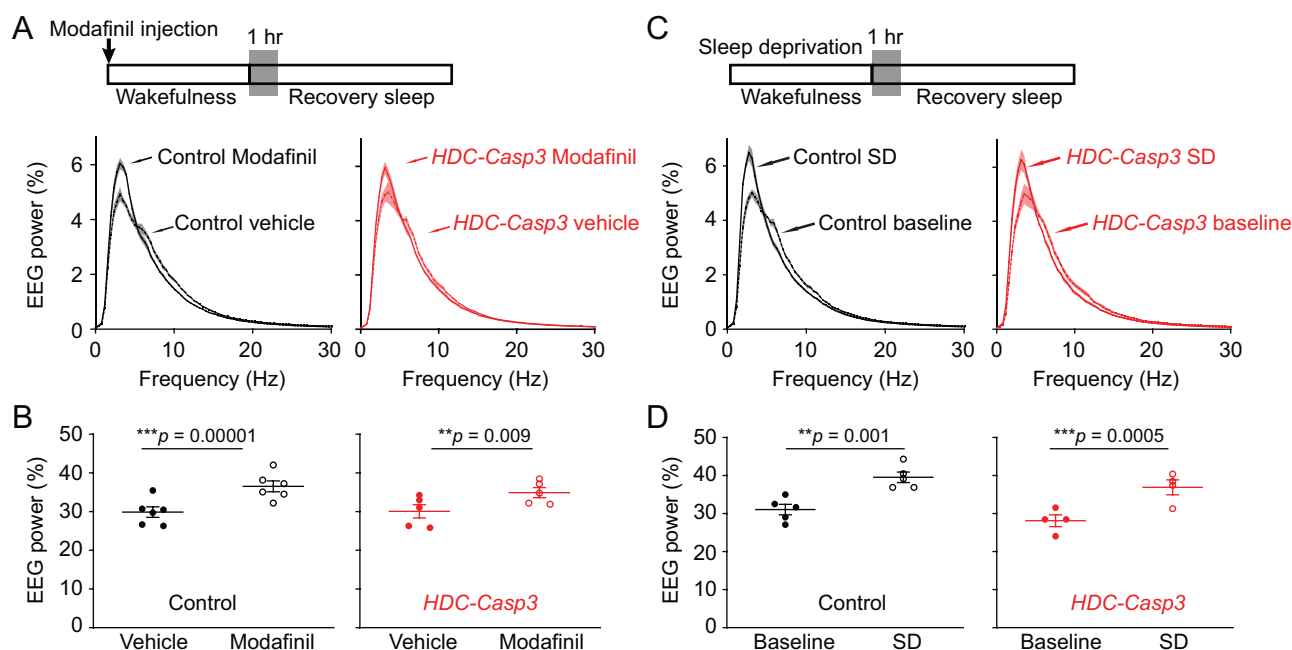 A
Modafinil injection
1 hr
Wakefulness
Recovery sleep
EEG power (%)
6
4
2
0
Control Modafinil
Control vehicle
0
10
20
30
Frequency (Hz)
HDC-Casp3 Modafinil
HDC-Casp3 vehicle
0
10
20
30
Frequency (Hz)
C
Sleep deprivation
1 hr
Wakefulness
Recovery sleep
EEG power (%)
6
4
2
0
Control SD
Control baseline
0
10
20
30
Frequency (Hz)
HDC-Casp3 SD
HDC-Casp3 baseline
0
10
20
30
Frequency (Hz)
B
EEG power (%)
50
40
30
20
10
0
***p = 0.00001
Control
Vehicle
Modafinil
**p = 0.009
HDC-Casp3
Vehicle
Modafinil
D
EEG power (%)
50
40
30
20
10
0
**p = 0.001
Control
Baseline
SD
***p = 0.0005
HDC-Casp3
Baseline
SD